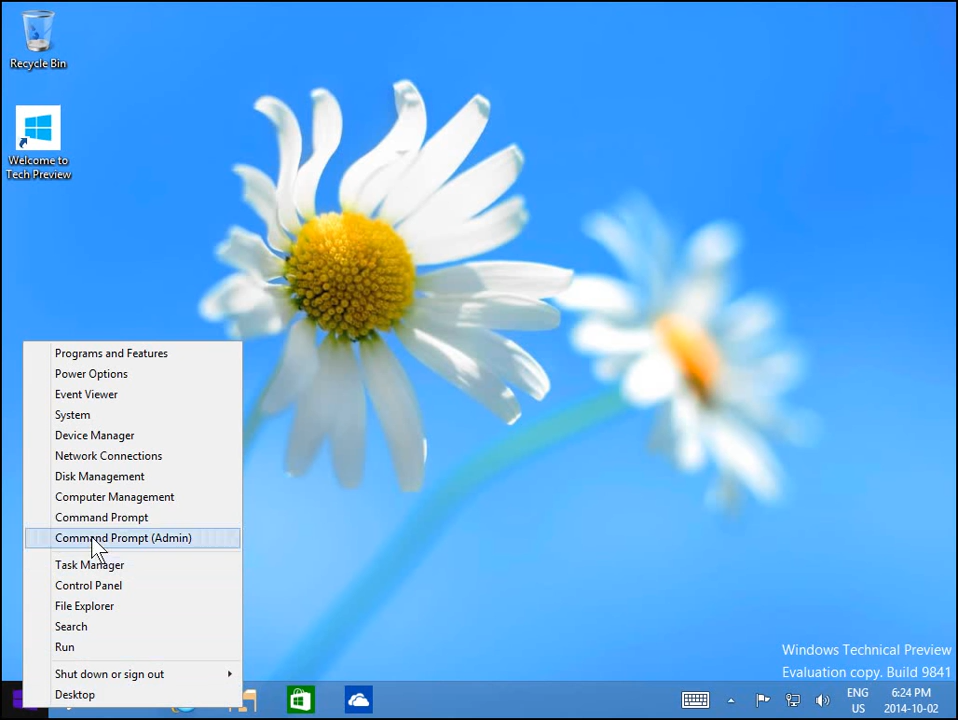 Recycle Bin
Welcome to
Tech Preview
Programs and Features
Power Options
Event Viewer
System
Device Manager
Network Connections
Disk Management
Computer Management
Command Prompt
Command Prompt (Admin)
Task Manager
Control Panel
File Explorer
Search
Run
Shut down or sign out
Desktop
Windows Technical Preview
Evaluation copy. Build 9841
ENG
US
6:24 PM
2014-10-02